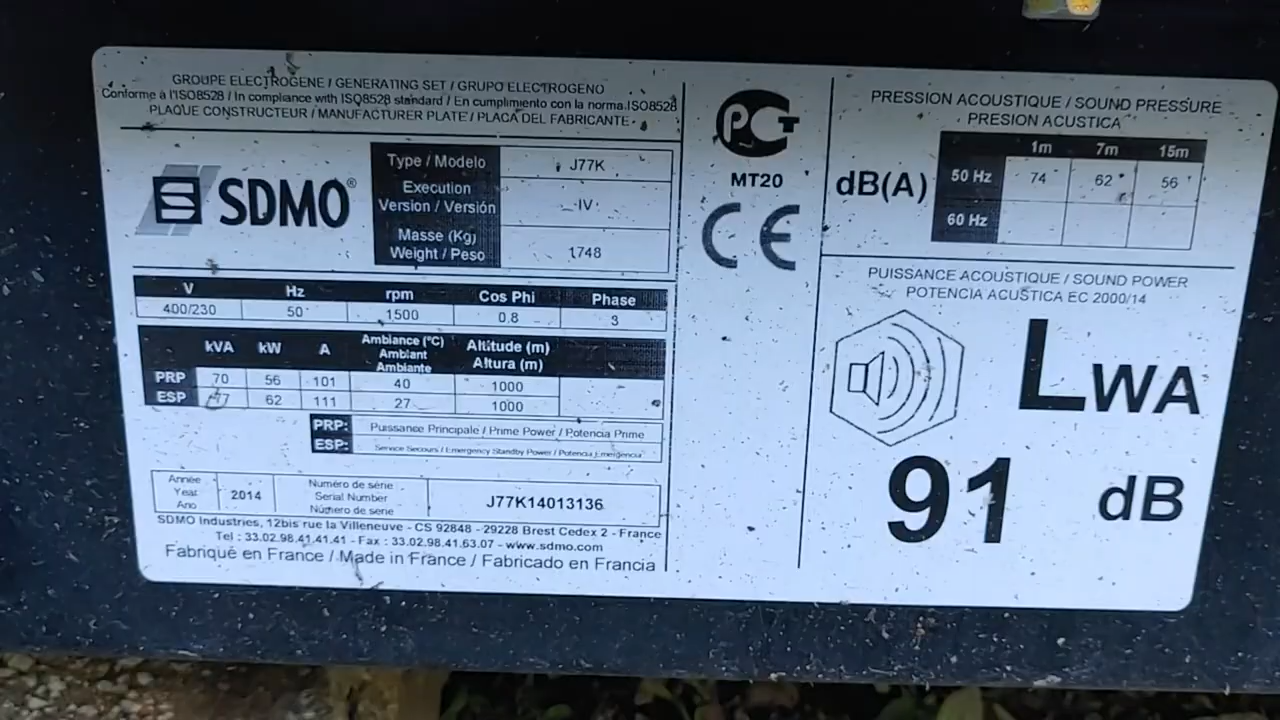 GROUPE ELECTROGENE / GENERATING SET / GRUPO ELECTROGENO
Conforme à l'ISO8528 / In compliance with ISO8528 standard / En cumplimiento con la norma ISO8528
PLAQUE CONSTRUCTEUR / MANUFACTURER PLATE / PLACA DEL FABRICANTE
SDMO®
Type / Modelo J77K
Execution
Version / Versión IV
Masse (Kg)
Weight / Peso 1748
V Hz rpm Cos Phi Phase
400/230 50 1500 0.8 3
kVA kW A Ambiance (°C) Altitude (m)
Ambiant Altura (m)
Ambiante
PRP 70 56 101 40 1000
ESP 77 62 111 27 1000
PRP: Puissance Principale / Prime Power / Potencia Prime
ESP: Service Secours / Emergency Standby Power / Potencia Emergencia
Année
Year 2014
Ano
Numéro de série
Serial Number J77K14013136
Número de serie
SDMO Industries, 12bis rue la Villeneuve - CS 92848 - 29228 Brest Cedex 2 - France
Tel : 33.02.98.41.41.41 - Fax : 33.02.98.41.63.07 - www.sdmo.com
Fabriqué en France / Made in France / Fabricado en Francia
PCT
MT20
CE
PRESSION ACOUSTIQUE / SOUND PRESSURE
PRESION ACUSTICA
1m 7m 15m
dB(A) 50 Hz 74 62 56
60 Hz
PUISSANCE ACOUSTIQUE / SOUND POWER
POTENCIA ACUSTICA EC 2000/14
LWA
91 dB